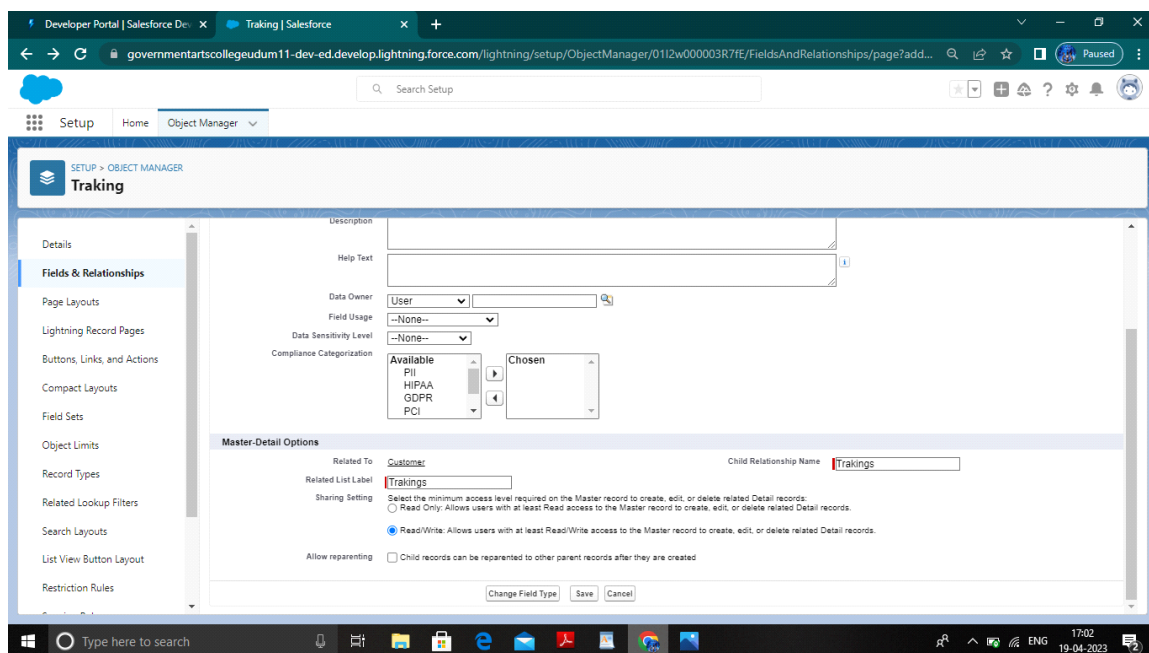 Developer Portal | Salesforce Dev
Traking | Salesforce
governmentartscollegeudum11-dev-ed.develop.lightning.force.com/lightning/setup/ObjectManager/01I2w000003R7fE/FieldsAndRelationships/page?add...
Paused
Search Setup
Setup Home Object Manager
SETUP > OBJECT MANAGER
Traking
Details
Fields & Relationships
Page Layouts
Lightning Record Pages
Buttons, Links, and Actions
Compact Layouts
Field Sets
Object Limits
Record Types
Related Lookup Filters
Search Layouts
List View Button Layout
Restriction Rules
Description
Help Text
Data Owner User
Field Usage --None--
Data Sensitivity Level --None--
Compliance Categorization
Available Chosen
PII
HIPAA
GDPR
PCI
Master-Detail Options
Related To Customer Child Relationship Name Trakings
Related List Label Trakings
Sharing Setting Select the minimum access level required on the Master record to create, edit, or delete related Detail records:
Read Only: Allows users with at least Read access to the Master record to create, edit, or delete related Detail records.
Read/Write: Allows users with at least Read/Write access to the Master record to create, edit, or delete related Detail records.
Allow reparenting Child records can be reparented to other parent records after they are created
Change Field Type Save Cancel
Type here to search
ENG
17:02
19-04-2023
2